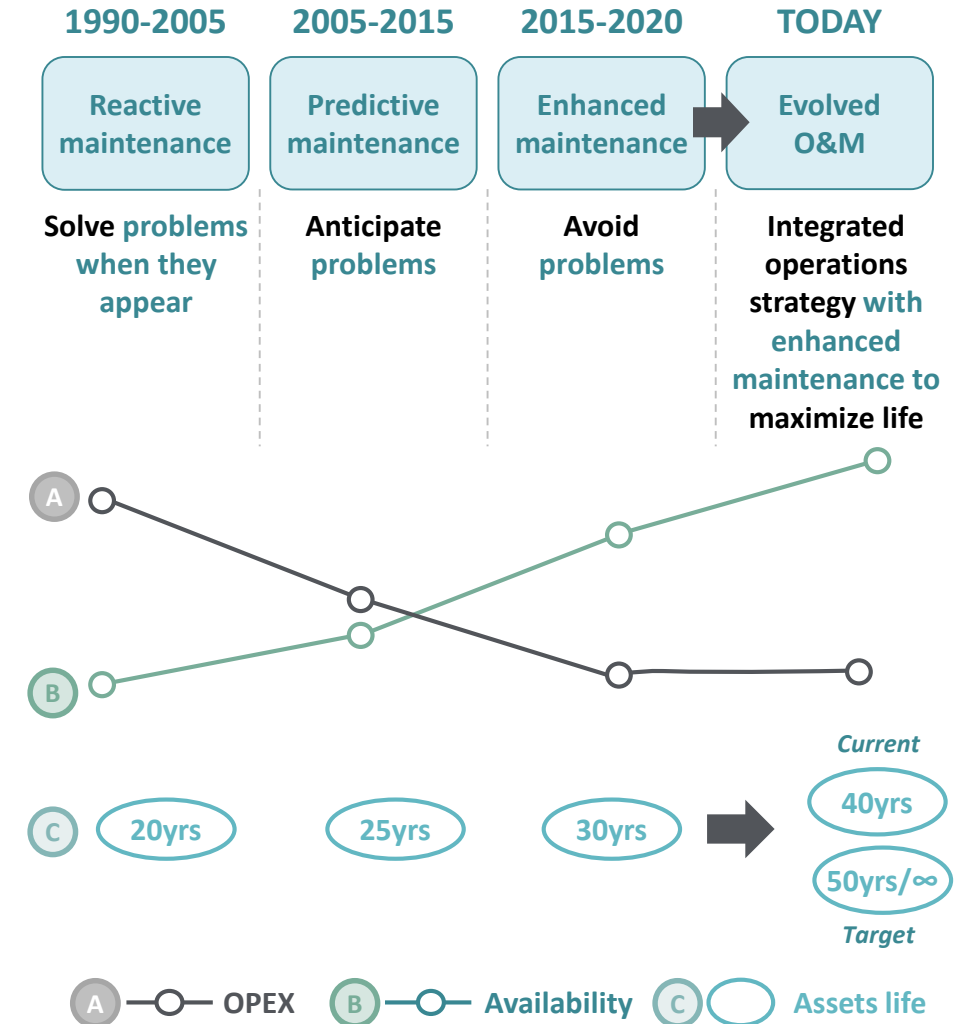 1990-2005
2005-2015
2015-2020
TODAY
Reactive
maintenance
Predictive
maintenance
Enhanced
maintenance
Evolved
O&M
Solve problems
when they
appear
Anticipate
problems
Avoid
problems
Integrated
operations
strategy with
enhanced
maintenance to
maximize life
A
B
C
20yrs
25yrs
30yrs
Current
40yrs
50yrs/∞
Target
A OPEX
B Availability
C Assets life